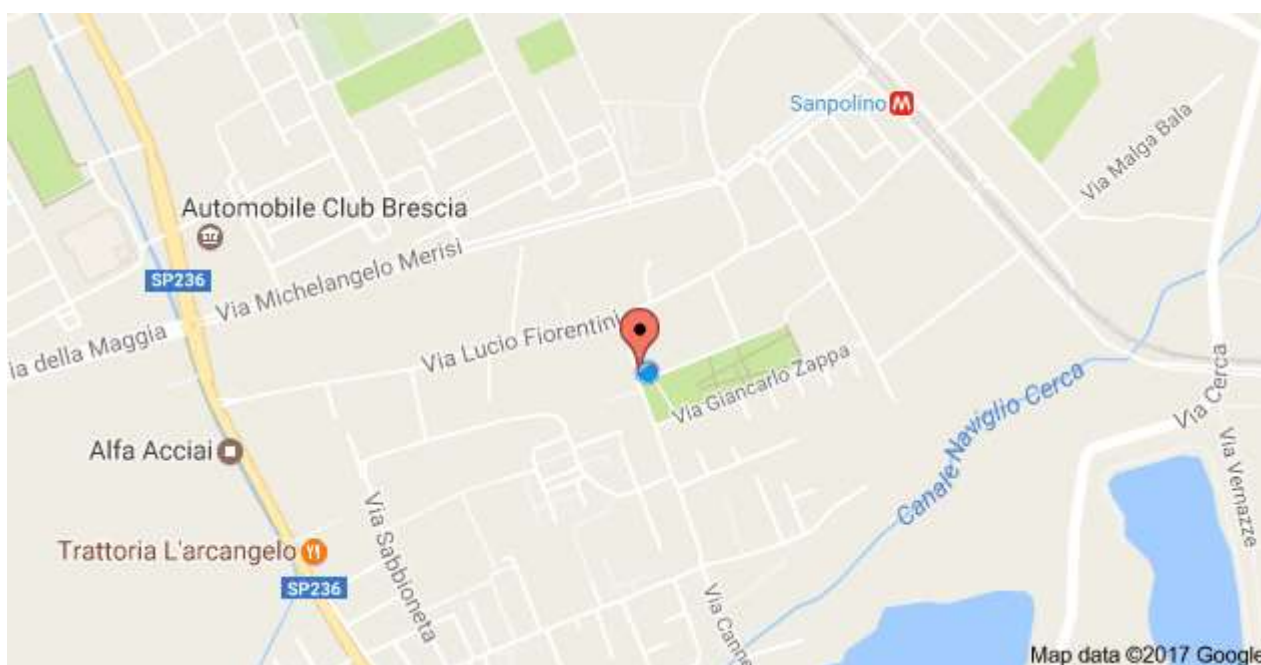 Sanpolino M
Via Malga Bala
Automobile Club Brescia
SP236
Via Michelangelo Merisi
ia della Maggia
Via Lucio Fiorentini
Via Giancarlo Zappa
Via Cerca
Canale Naviglio Cerca
Alfa Acciai
Via Vernazze
Via Sabbioneta
Trattoria L'arcangelo
SP236
Via Canne
Map data ©2017 Google